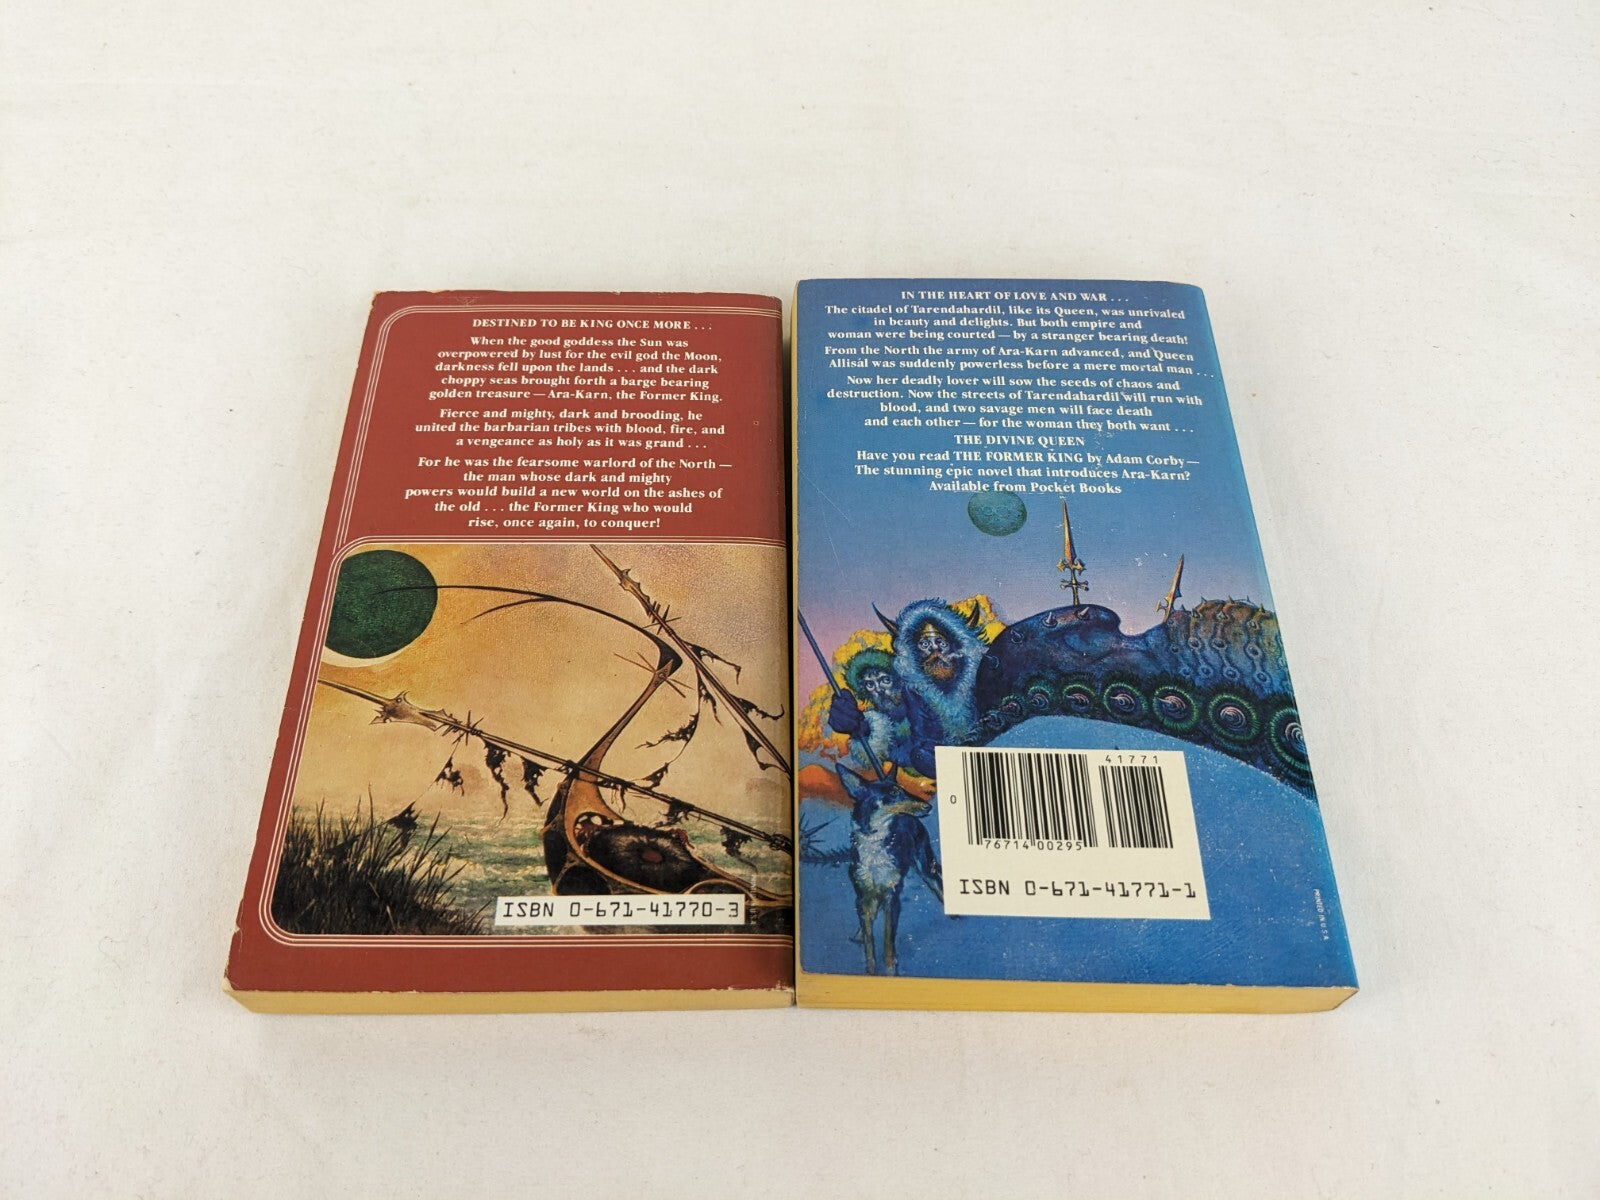 DESTINED TO BE KING ONCE MORE . . .
When the good goddess the Sun was
overpowered by lust for the evil god the Moon,
darkness fell upon the lands . . . and the dark
choppy seas brought forth a barge bearing
golden treasure — Ara-Karn, the Former King.
Fierce and mighty, dark and brooding, he
united the barbarian tribes with blood, fire, and
a vengeance as holy as it was grand . . .
For he was the fearsome warlord of the North —
the man whose dark and mighty
powers would build a new world on the ashes of
the old . . . the Former King who would
rise, once again, to conquer!
ISBN 0-671-41770-3
IN THE HEART OF LOVE AND WAR . . .
The citadel of Tarendahardil, like its Queen, was unrivaled
in beauty and delights. But both empire and
woman were being courted — by a stranger bearing death!
From the North the army of Ara-Karn advanced, and Queen
Allisál was suddenly powerless before a mere mortal man . . .
Now her deadly lover will sow the seeds of chaos and
destruction. Now the streets of Tarendahardil will run with
blood, and two savage men will face death
and each other — for the woman they both want . . .
THE DIVINE QUEEN
Have you read THE FORMER KING by Adam Corby —
The stunning epic novel that introduces Ara-Karn?
Available from Pocket Books
41771
0 76714 00295
ISBN 0-671-41771-1
PRINTED IN U.S.A.